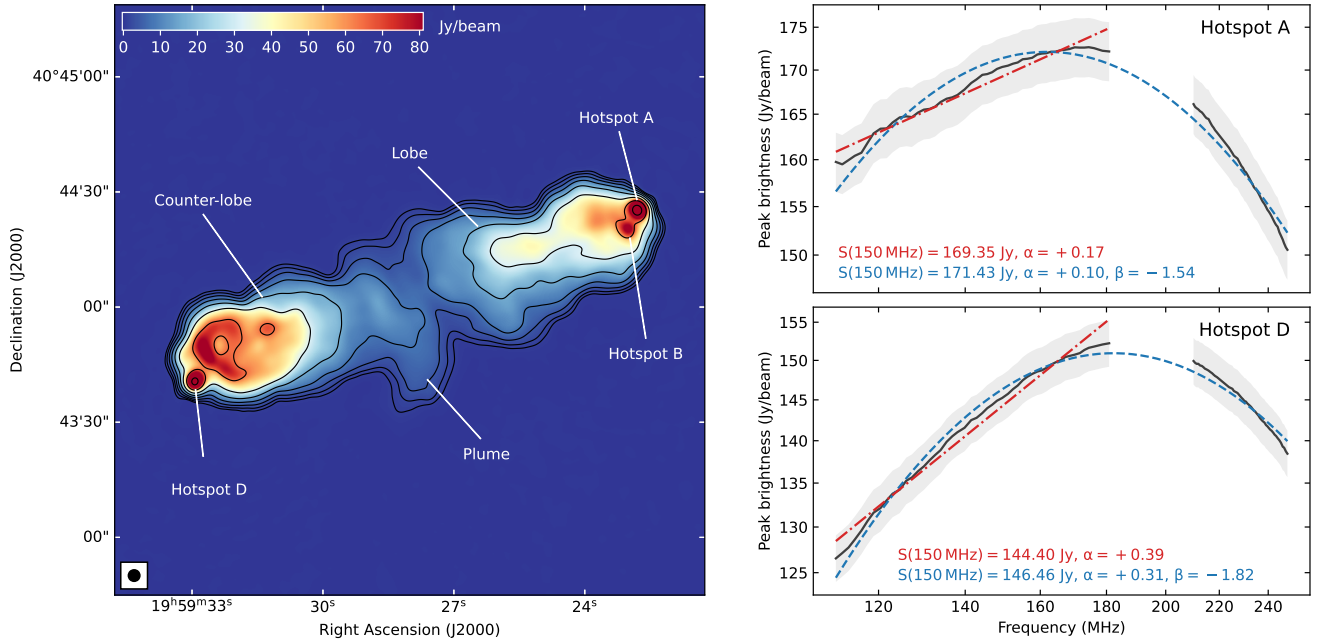 0 10 20 30 40 50 60 70 80 Jy/beam
Hotspot A
Lobe
Counter-lobe
Hotspot B
Plume
Hotspot D
40°45'00"
44'30"
00"
43'30"
00"
Declination (J2000)
19ʰ59ᵐ33ˢ 30ˢ 27ˢ 24ˢ
Right Ascension (J2000)
Hotspot A
175
170
165
160
155
150
Peak brightness (Jy/beam)
S(150 MHz) = 169.35 Jy, α = +0.17
S(150 MHz) = 171.43 Jy, α = +0.10, β = −1.54
Hotspot D
155
150
145
140
135
130
125
Peak brightness (Jy/beam)
S(150 MHz) = 144.40 Jy, α = +0.39
S(150 MHz) = 146.46 Jy, α = +0.31, β = −1.82
120 140 160 180 200 220 240
Frequency (MHz)